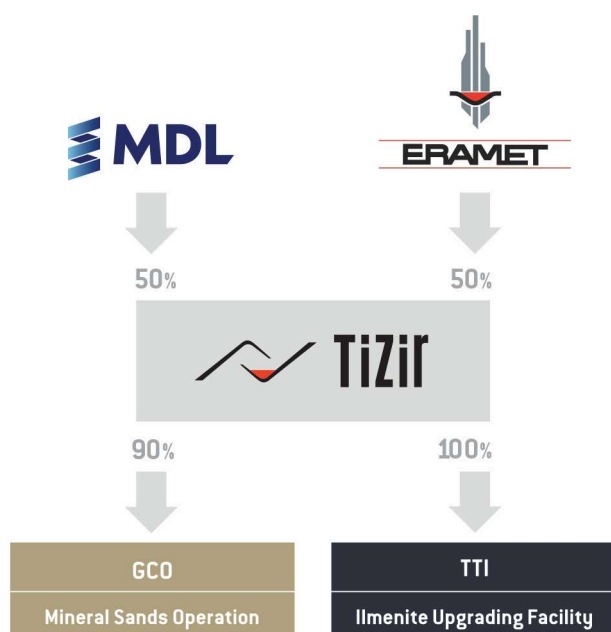 MDL
ERAMET
50% 50%
TiZir
90% 100%
GCO TTI
Mineral Sands Operation Ilmenite Upgrading Facility